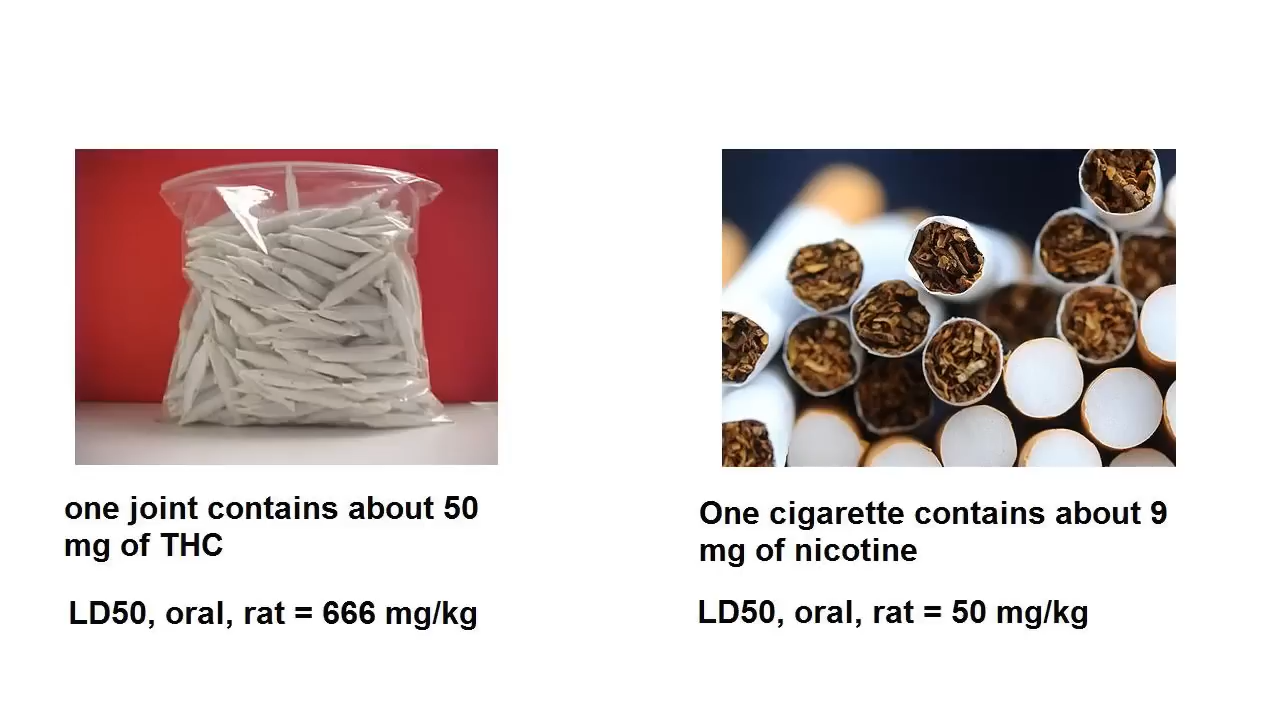 one joint contains about 50
mg of THC
LD50, oral, rat = 666 mg/kg
One cigarette contains about 9
mg of nicotine
LD50, oral, rat = 50 mg/kg